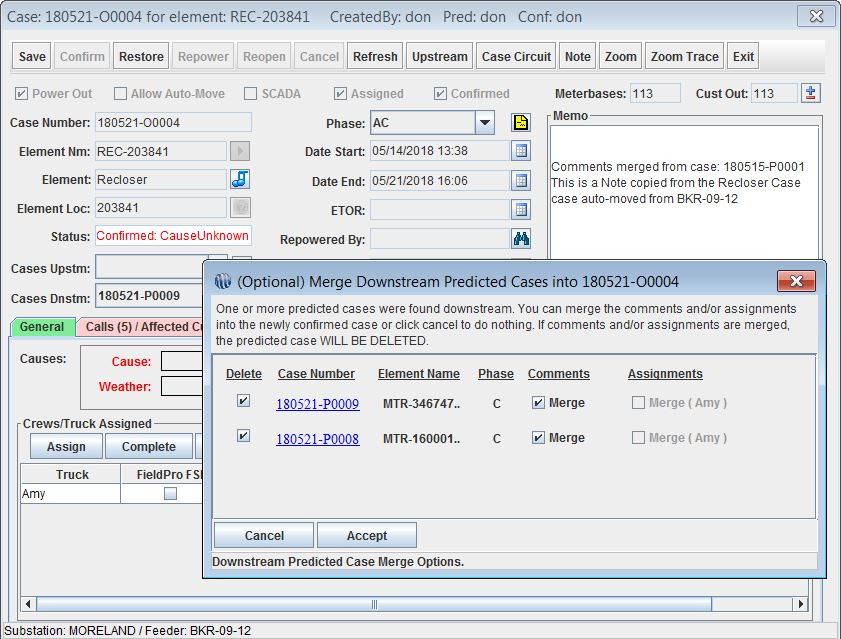 Case: 180521-O0004 for element: REC-203841 CreatedBy: don Pred: don Conf: don
Save Confirm Restore Repower Reopen Cancel Refresh Upstream Case Circuit Note Zoom Zoom Trace Exit
Power Out Allow Auto-Move SCADA Assigned Confirmed Meterbases: 113 Cust Out: 113
Case Number: 180521-O0004 Phase: AC
Element Nm: REC-203841 Date Start: 05/14/2018 13:38
Element: Recloser Date End: 05/21/2018 16:06
Element Loc: 203841 ETOR:
Status: Confirmed: CauseUnknown Repowered By:
Memo
Comments merged from case: 180515-P0001
This is a Note copied from the Recloser Case
case auto-moved from BKR-09-12
Cases Upstm:
Cases Dnstm: 180521-P0009
General Calls (5) / Affected
Causes: Cause:
Weather:
Crews/Truck Assigned
Assign Complete
Truck FieldPro
Amy
(Optional) Merge Downstream Predicted Cases into 180521-O0004
One or more predicted cases were found downstream. You can merge the comments and/or assignments
into the newly confirmed case or click cancel to do nothing. If comments and/or assignments are merged,
the predicted case WILL BE DELETED.
Delete Case Number Element Name Phase Comments Assignments
180521-P0009 MTR-346747.. C Merge Merge ( Amy )
180521-P0008 MTR-160001.. C Merge Merge ( Amy )
Cancel Accept
Downstream Predicted Case Merge Options.
Substation: MORELAND / Feeder: BKR-09-12